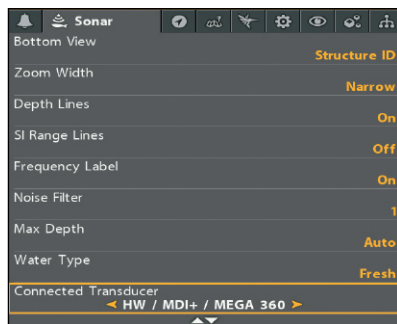 Sonar
Bottom View
Structure ID
Zoom Width
Narrow
Depth Lines
On
SI Range Lines
Off
Frequency Label
On
Noise Filter
1
Max Depth
Auto
Water Type
Fresh
Connected Transducer
HW / MDI+ / MEGA 360